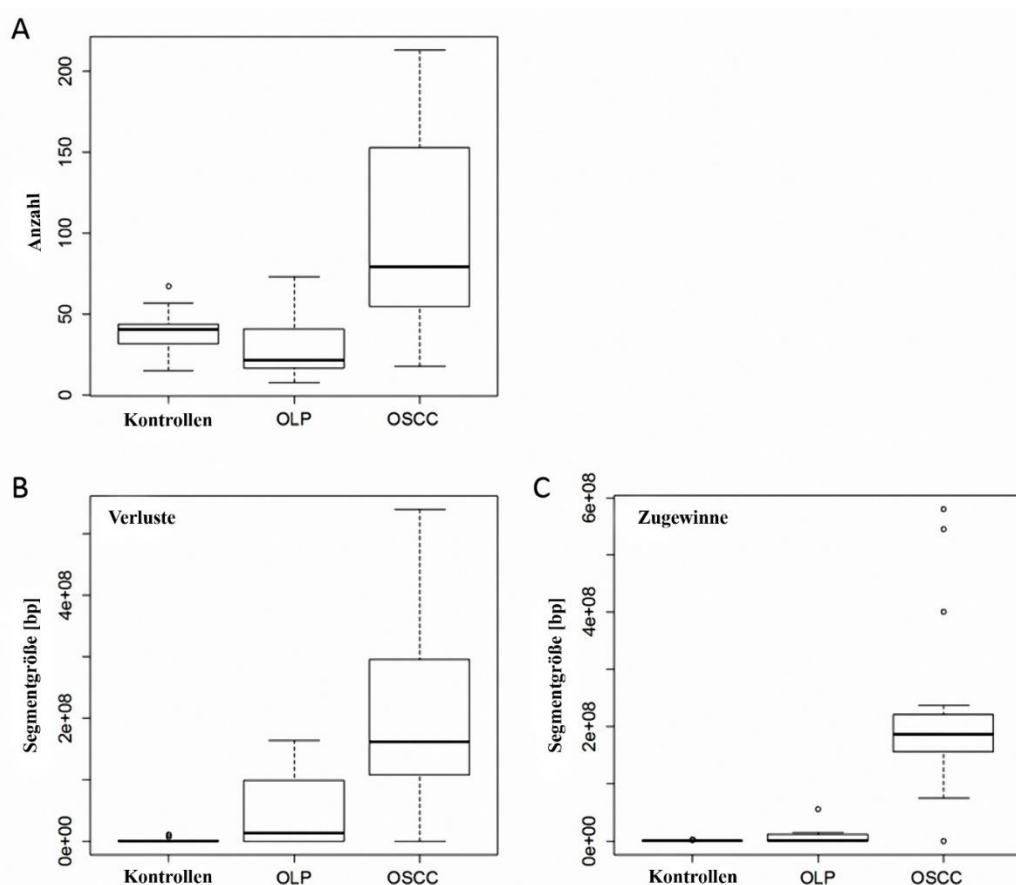 A
Anzahl
200
150
100
50
0
Kontrollen OLP OSCC
B
Verluste
Segmentgröße [bp]
4e+08
2e+08
0e+00
Kontrollen OLP OSCC
C
Zugewinne
Segmentgröße [bp]
6e+08
4e+08
2e+08
0e+00
Kontrollen OLP OSCC